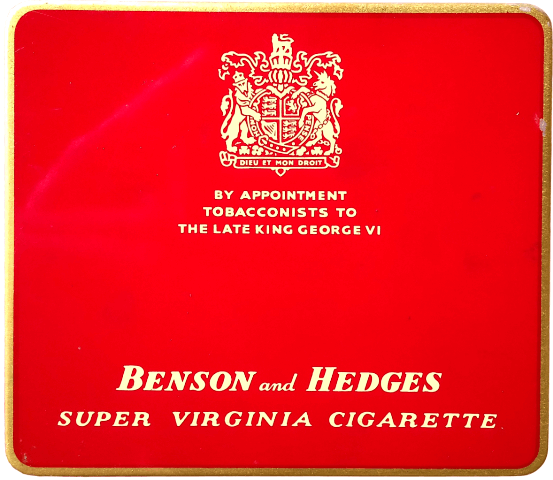 DIEU ET MON DROIT
BY APPOINTMENT
TOBACCONISTS TO
THE LATE KING GEORGE VI
BENSON and HEDGES
SUPER VIRGINIA CIGARETTE